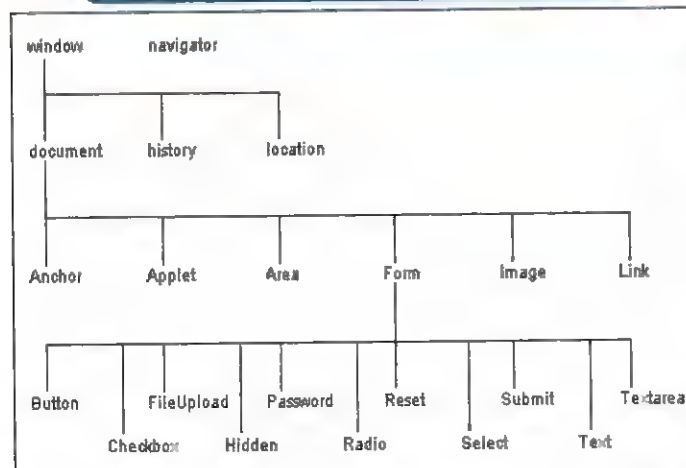 window navigator
document history location
Anchor Applet Area Form Image Link
Button FileUpload Password Reset Submit Textarea
Checkbox Hidden Radio Select Text